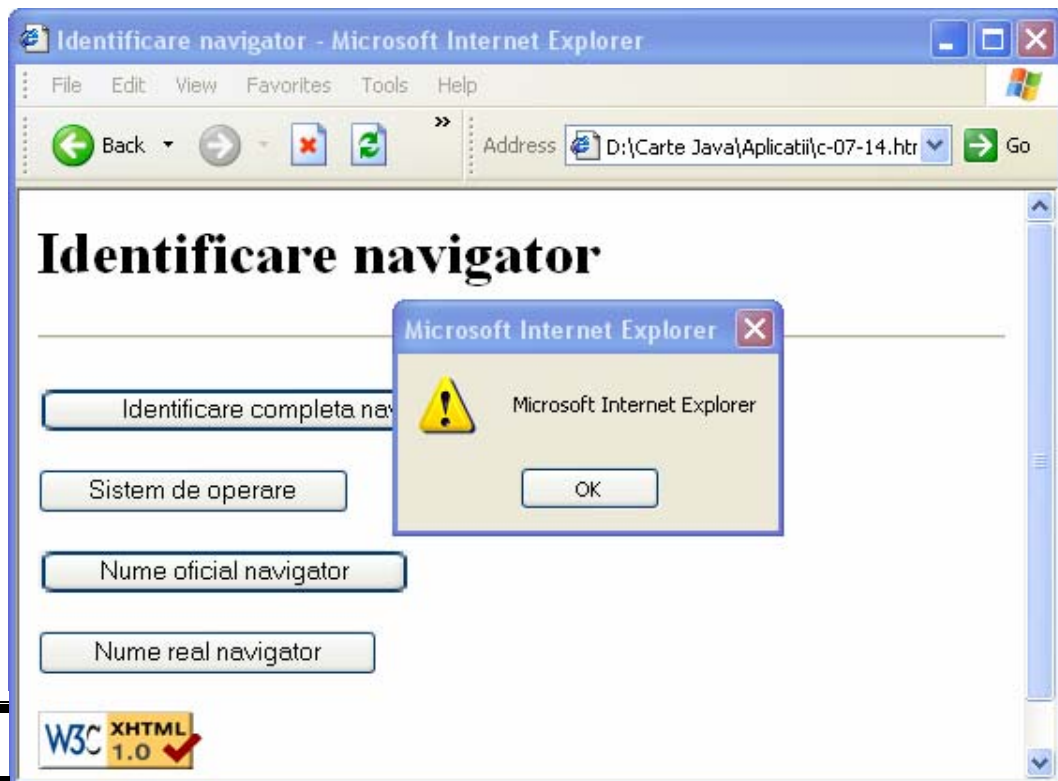 Identificare navigator - Microsoft Internet Explorer
File Edit View Favorites Tools Help
Back » Address D:\Carte Java\Aplicatii\c-07-14.htr Go
Identificare navigator
Microsoft Internet Explorer
Microsoft Internet Explorer
OK
Identificare completa na
Sistem de operare
Nume oficial navigator
Nume real navigator
W3C XHTML
1.0